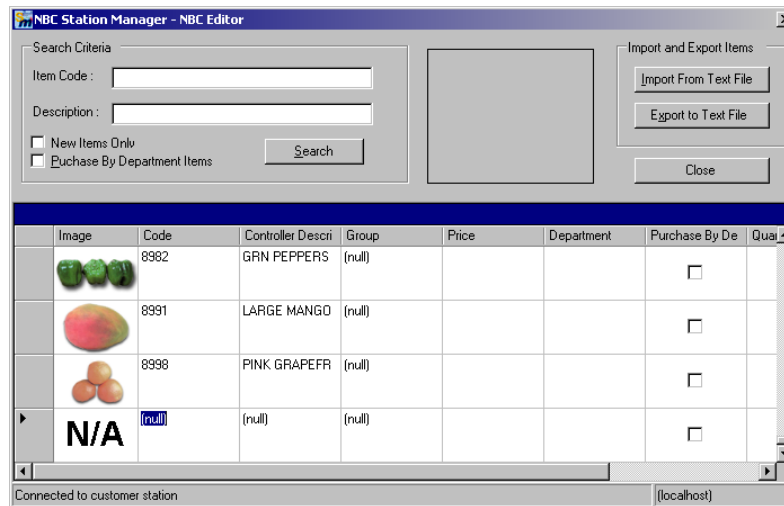 NBC Station Manager - NBC Editor
Search Criteria
Item Code :
Description :
New Items Only
Puchase By Department Items
Search
Import and Export Items
Import From Text File
Export to Text File
Close
Image Code Controller Descri Group Price Department Purchase By De Quar
8982 GRN PEPPERS (null)
8991 LARGE MANGO (null)
8998 PINK GRAPEFR (null)
N/A (null) (null) (null)
Connected to customer station (localhost)